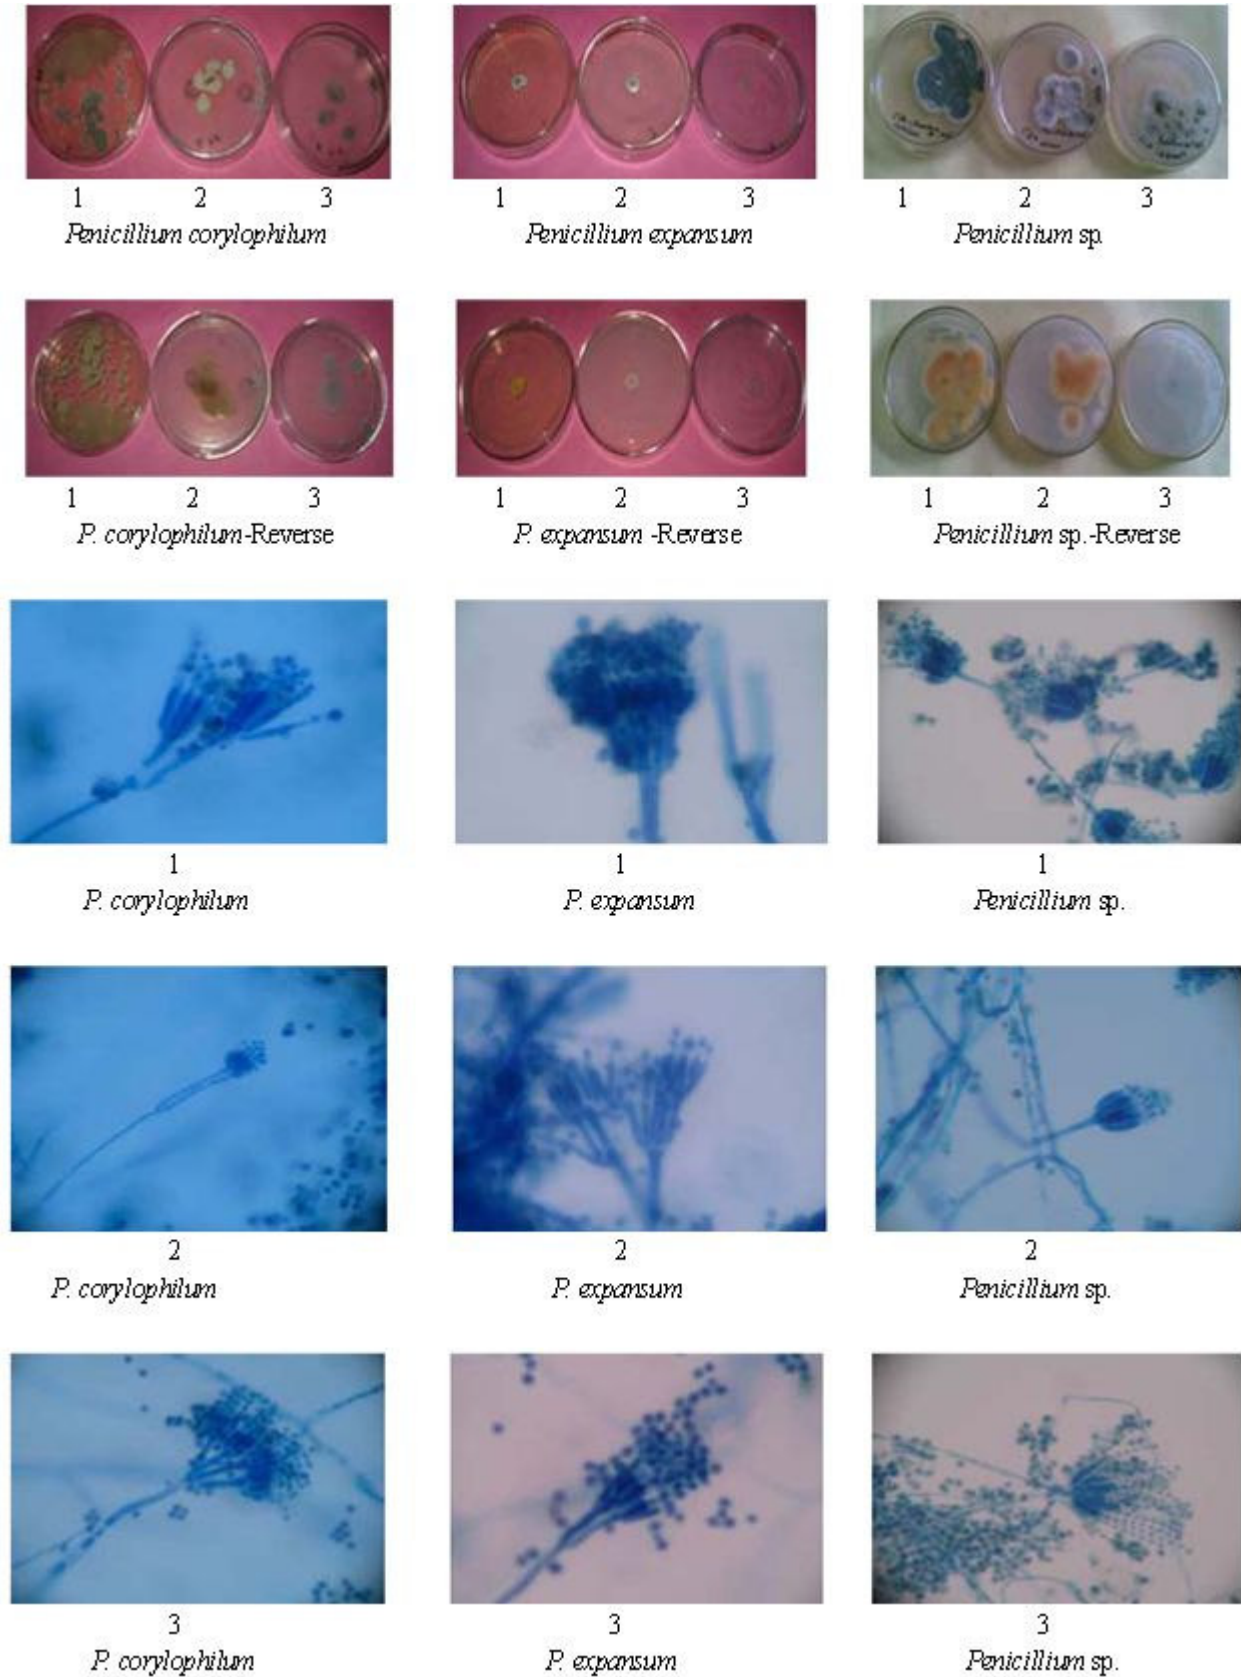 1 2 3 1 2 3 1 2 3
Penicillium corylophilum Penicillium expansum Penicillium sp.
1 2 3 1 2 3 1 2 3
P. corylophilum-Reverse P. expansum -Reverse Penicillium sp.-Reverse
1 1 1
P. corylophilum P. expansum Penicillium sp.
2 2 2
P. corylophilum P. expansum Penicillium sp.
3 3 3
P. corylophilum P. expansum Penicillium sp.